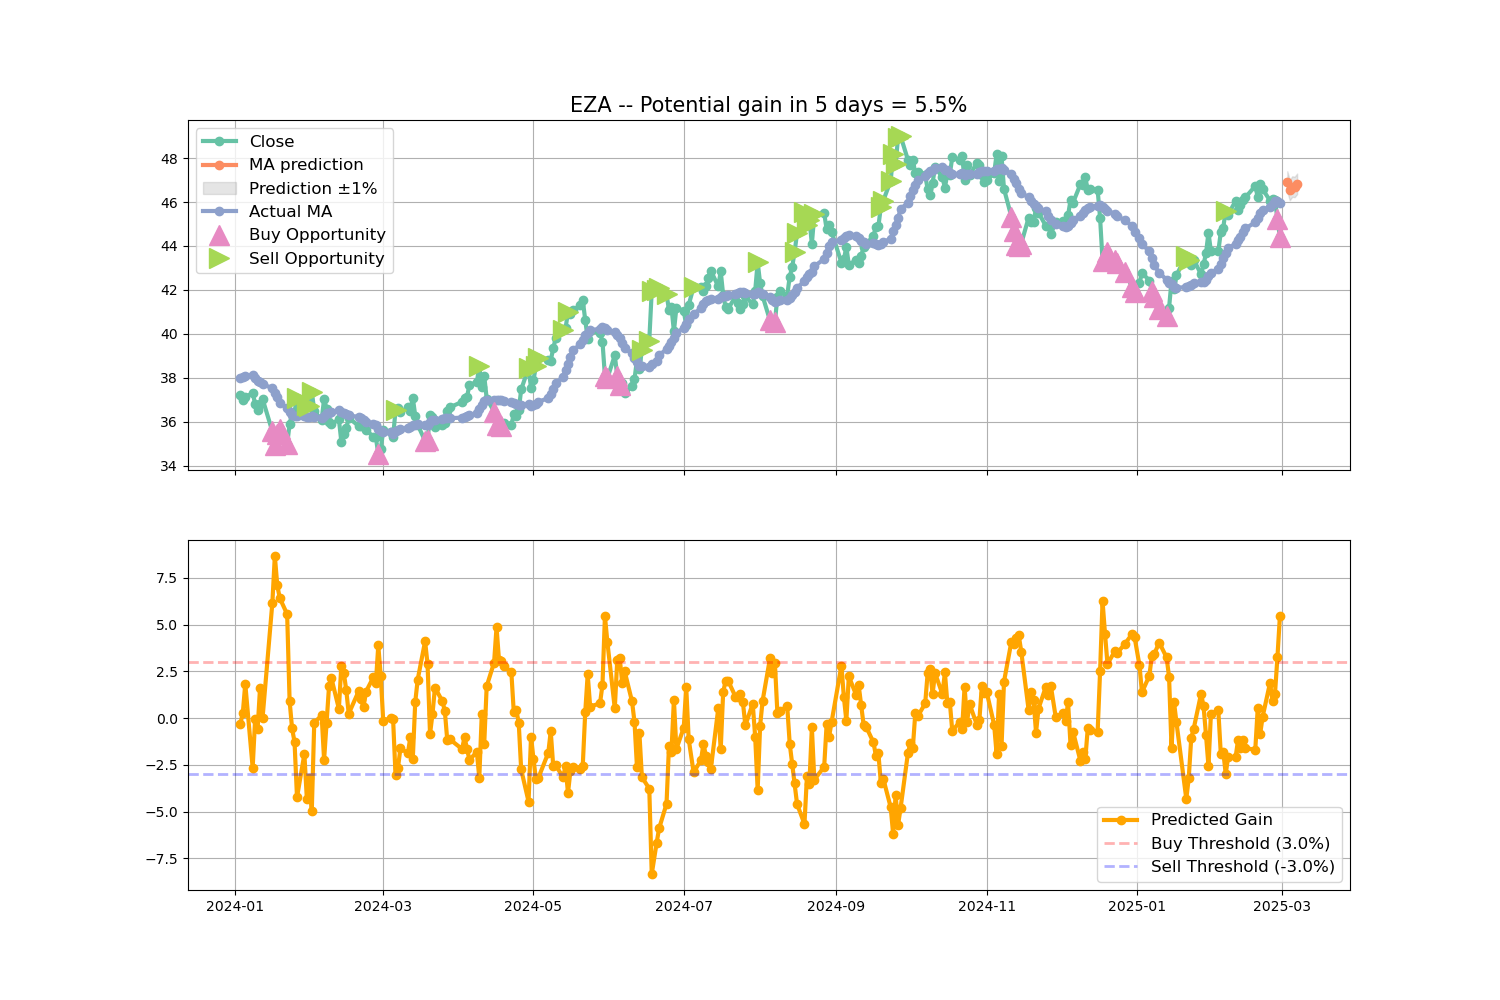 EZA -- Potential gain in 5 days = 5.5%
Close
MA prediction
Prediction ±1%
Actual MA
Buy Opportunity
Sell Opportunity
48
46
44
42
40
38
36
34
7.5
5.0
2.5
0.0
−2.5
−5.0
−7.5
Predicted Gain
Buy Threshold (3.0%)
Sell Threshold (-3.0%)
2024-01 2024-03 2024-05 2024-07 2024-09 2024-11 2025-01 2025-03